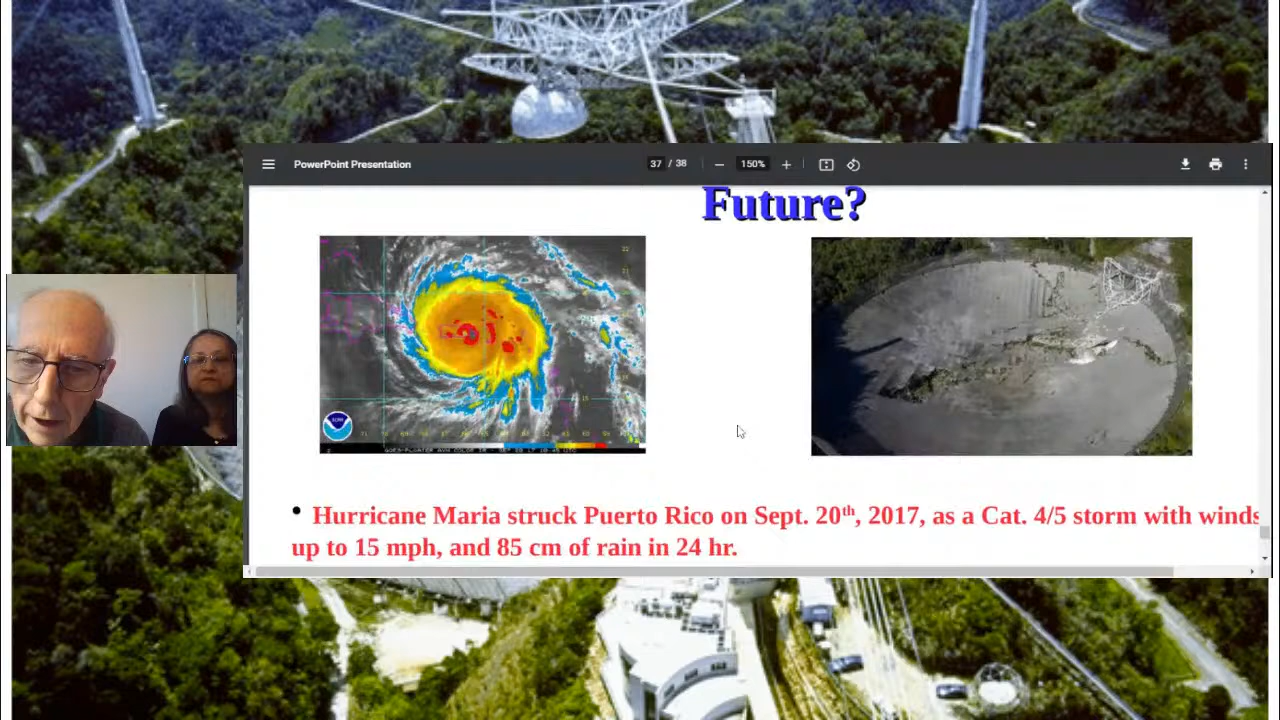 PowerPoint Presentation
37 / 38
150%
Future?
Hurricane Maria struck Puerto Rico on Sept. 20th, 2017, as a Cat. 4/5 storm with winds
up to 15 mph, and 85 cm of rain in 24 hr.